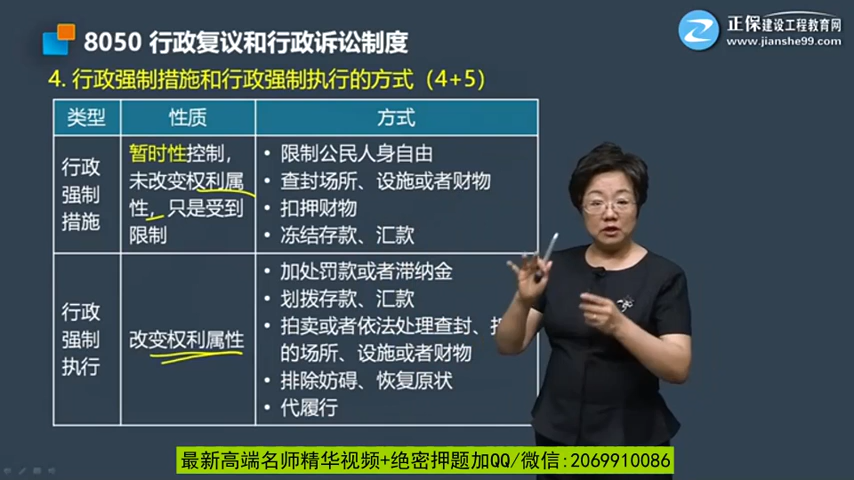 8050 行政复议和行政诉讼制度
正保建设工程教育网
www.jianshe99.com
4. 行政强制措施和行政强制执行的方式（4+5）
类型
性质
方式
行政
强制
措施
暂时性控制，
未改变权利属
性，只是受到
限制
• 限制公民人身自由
• 查封场所、设施或者财物
• 扣押财物
• 冻结存款、汇款
行政
强制
执行
改变权利属性
• 加处罚款或者滞纳金
• 划拨存款、汇款
• 拍卖或者依法处理查封、
的场所、设施或者财物
• 排除妨碍、恢复原状
• 代履行
最新高端名师精华视频+绝密押题加QQ/微信:2069910086